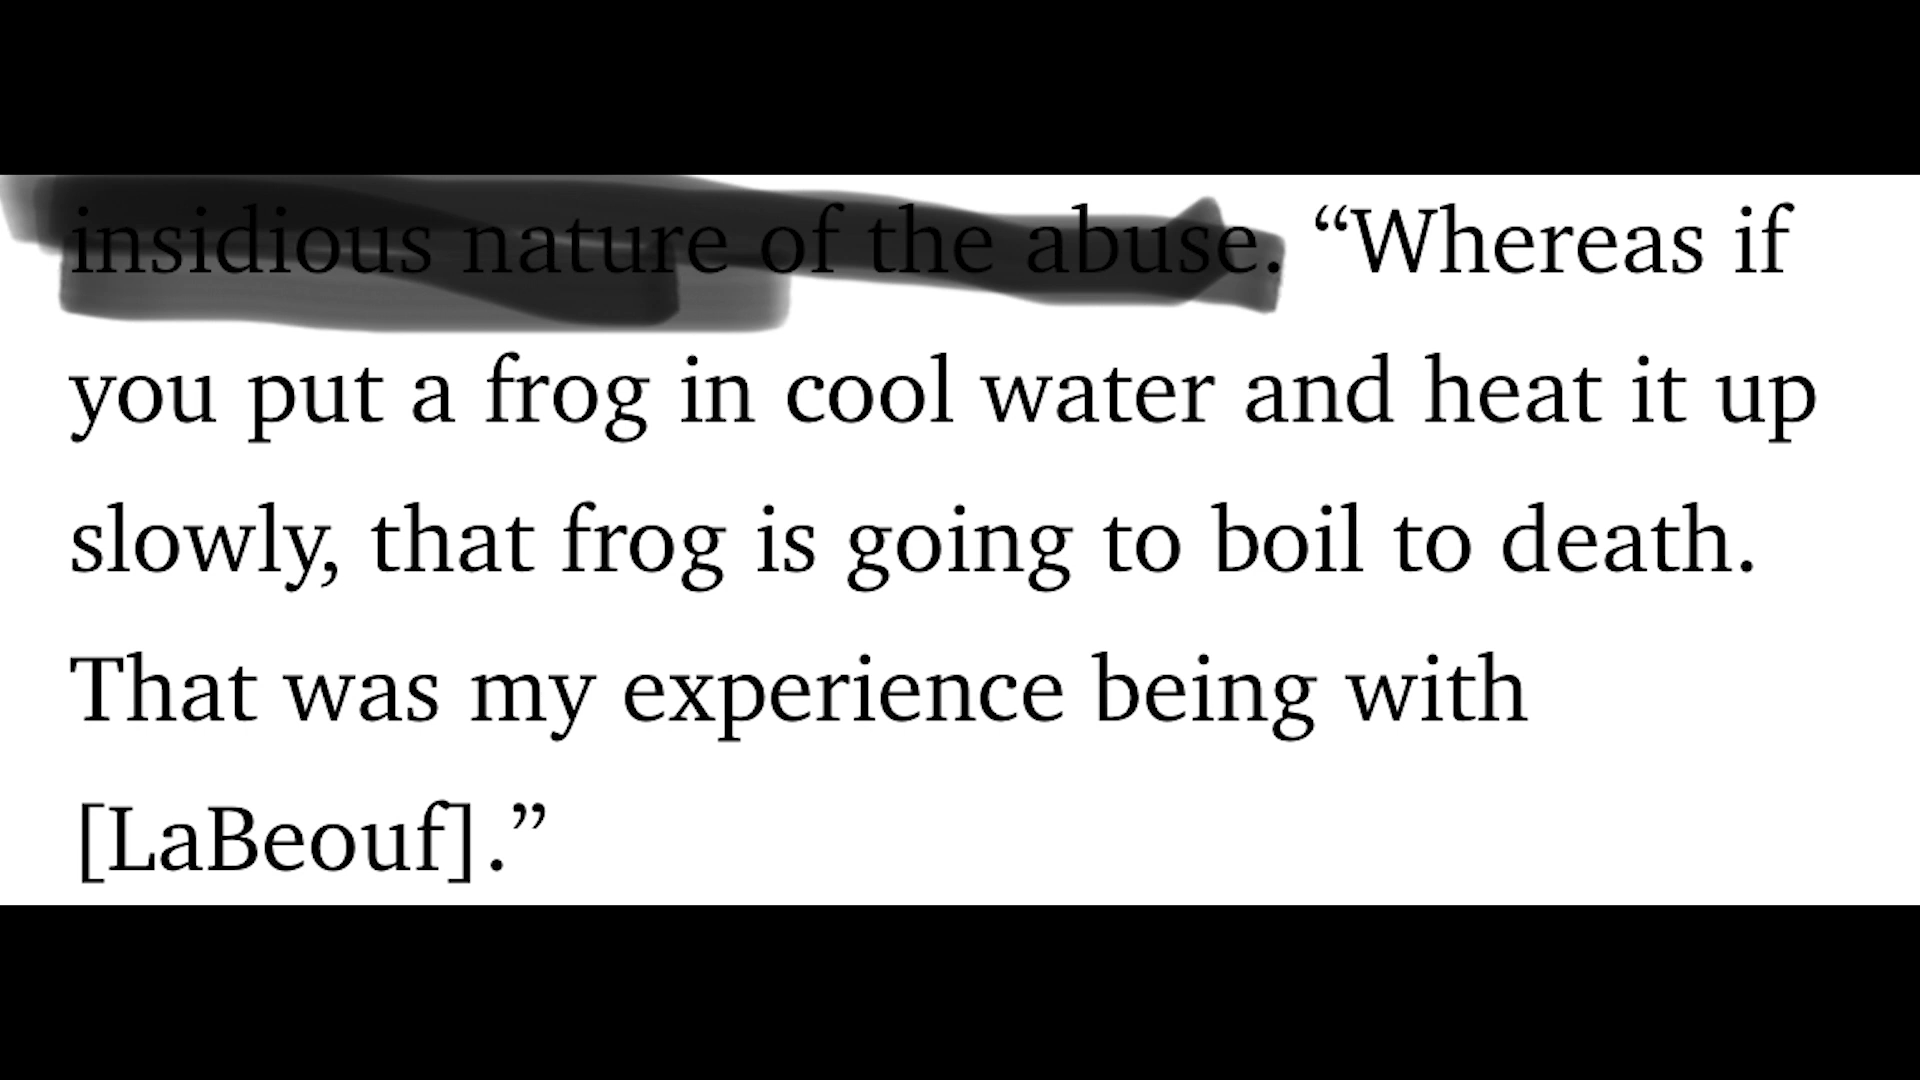 insidious nature of the abuse. “Whereas if
you put a frog in cool water and heat it up
slowly, that frog is going to boil to death.
That was my experience being with
[LaBeouf].”